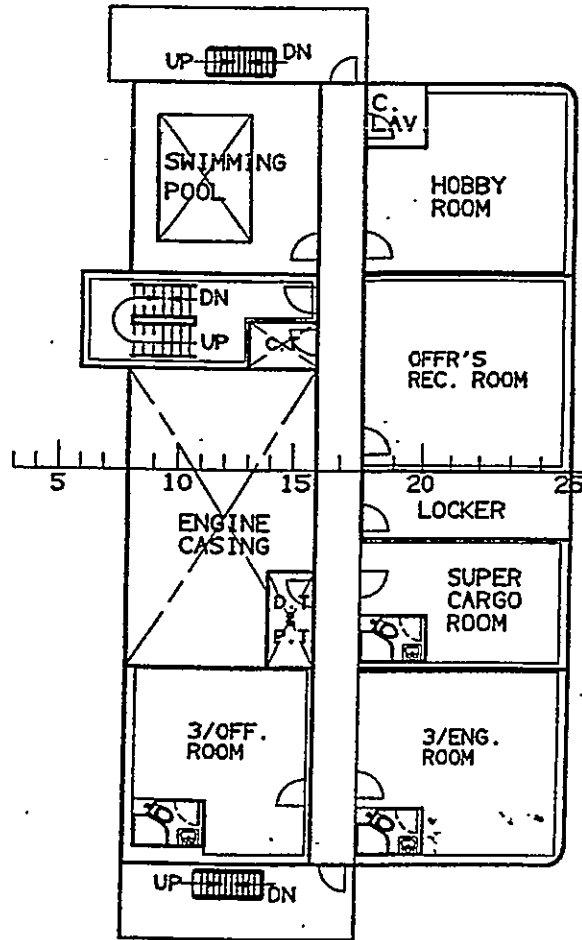 UP DN
C.
LAV
SWIMMING
POOL
HOBBY
ROOM
DN
UP
OFFR'S
REC. ROOM
5 10 15 20 25
ENGINE
CASING
LOCKER
SUPER
CARGO
ROOM
D.T
P.T
3/OFF.
ROOM
3/ENG.
ROOM
UP DN